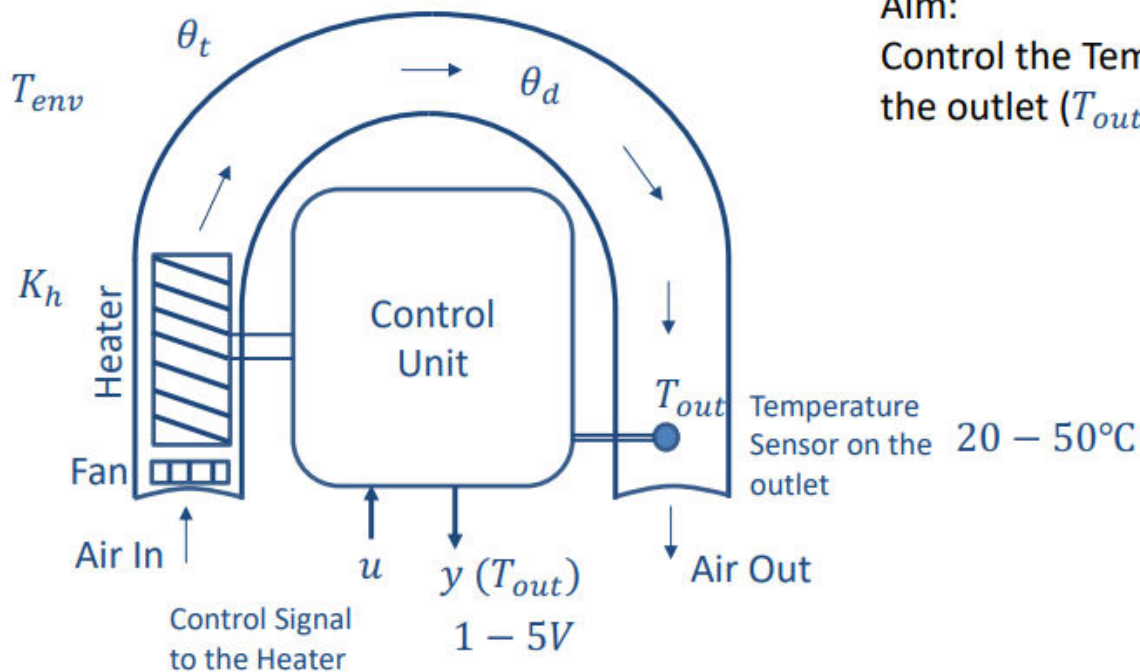 Aim:
Control the Tem
the outlet (T_out
θ_t
T_env
θ_d
K_h
Heater
Control
Unit
T_out
Temperature
Sensor on the
outlet
20 − 50°C
Fan
Air In
u
y (T_out)
1 − 5V
Air Out
Control Signal
to the Heater